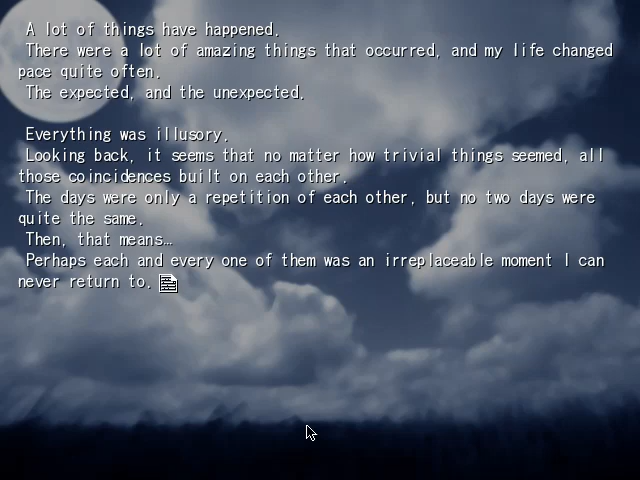 A lot of things have happened.
There were a lot of amazing things that occurred, and my life changed
pace quite often.
The expected, and the unexpected.
Everything was illusory.
Looking back, it seems that no matter how trivial things seemed, all
those coincidences built on each other.
The days were only a repetition of each other, but no two days were
quite the same.
Then, that means…
Perhaps each and every one of them was an irreplaceable moment I can
never return to.